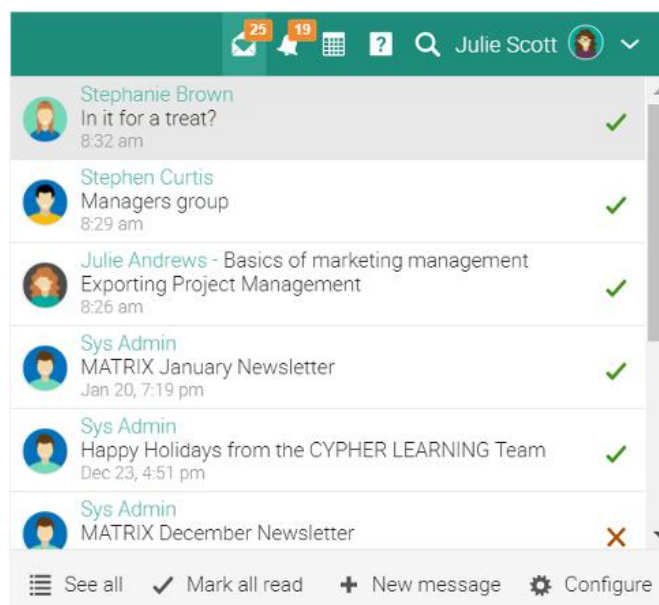 25 19 ? Julie Scott
Stephanie Brown
In it for a treat?
8:32 am
Stephen Curtis
Managers group
8:29 am
Julie Andrews - Basics of marketing management
Exporting Project Management
8:26 am
Sys Admin
MATRIX January Newsletter
Jan 20, 7:19 pm
Sys Admin
Happy Holidays from the CYPHER LEARNING Team
Dec 23, 4:51 pm
Sys Admin
MATRIX December Newsletter
See all Mark all read New message Configure